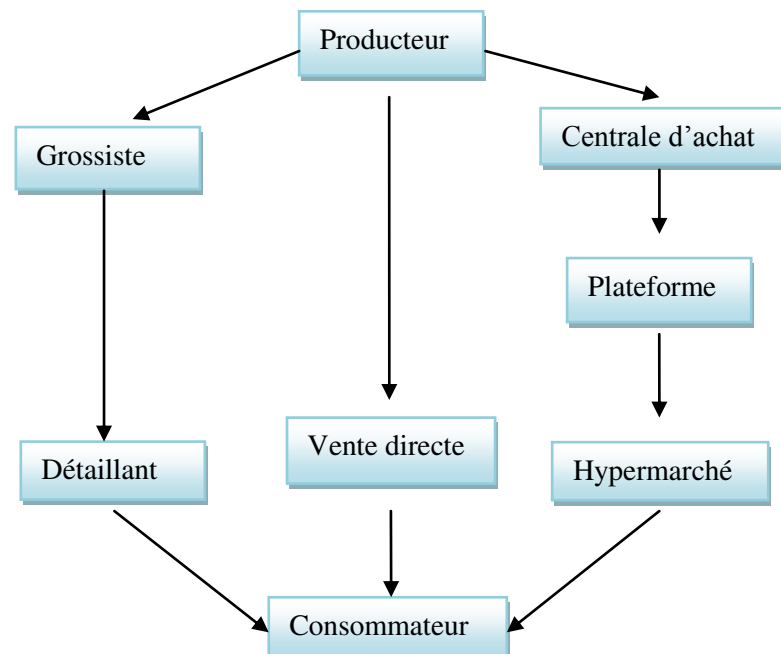 Producteur
Grossiste
Centrale d’achat
Plateforme
Détaillant
Vente directe
Hypermarché
Consommateur